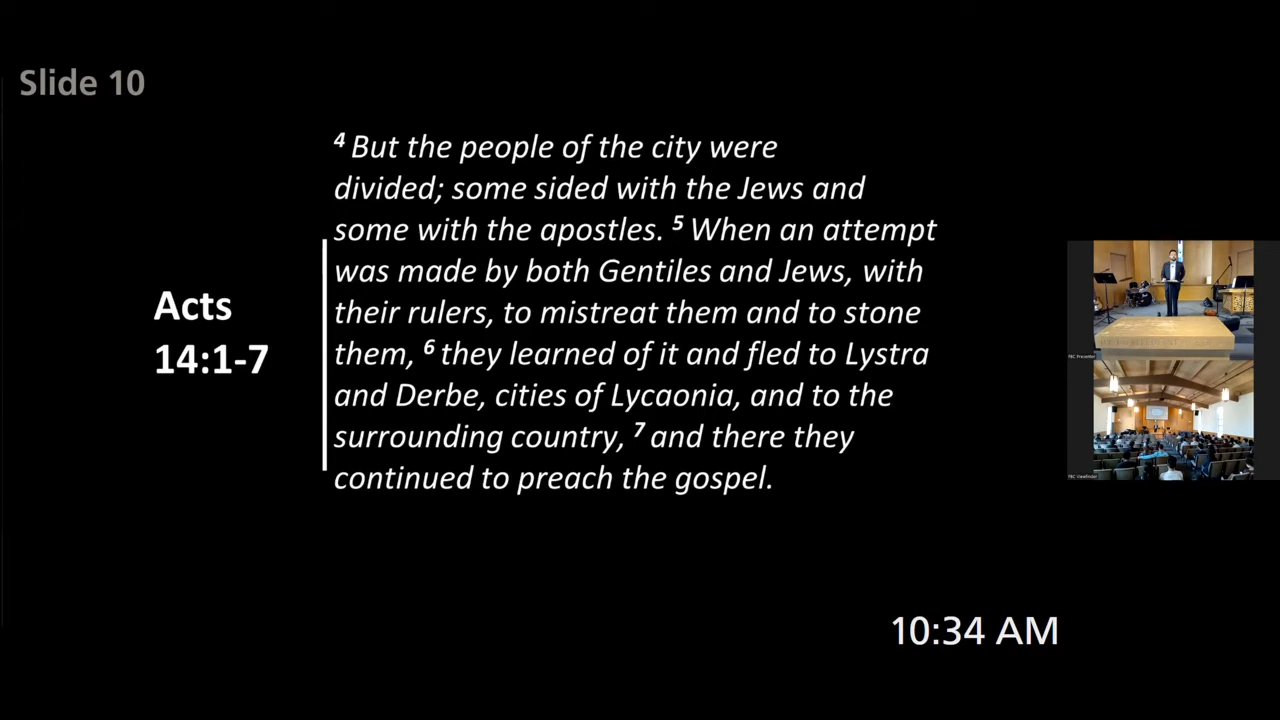 Slide 10
Acts
14:1-7
⁴ But the people of the city were
divided; some sided with the Jews and
some with the apostles. ⁵ When an attempt
was made by both Gentiles and Jews, with
their rulers, to mistreat them and to stone
them, ⁶ they learned of it and fled to Lystra
and Derbe, cities of Lycaonia, and to the
surrounding country, ⁷ and there they
continued to preach the gospel.
10:34 AM